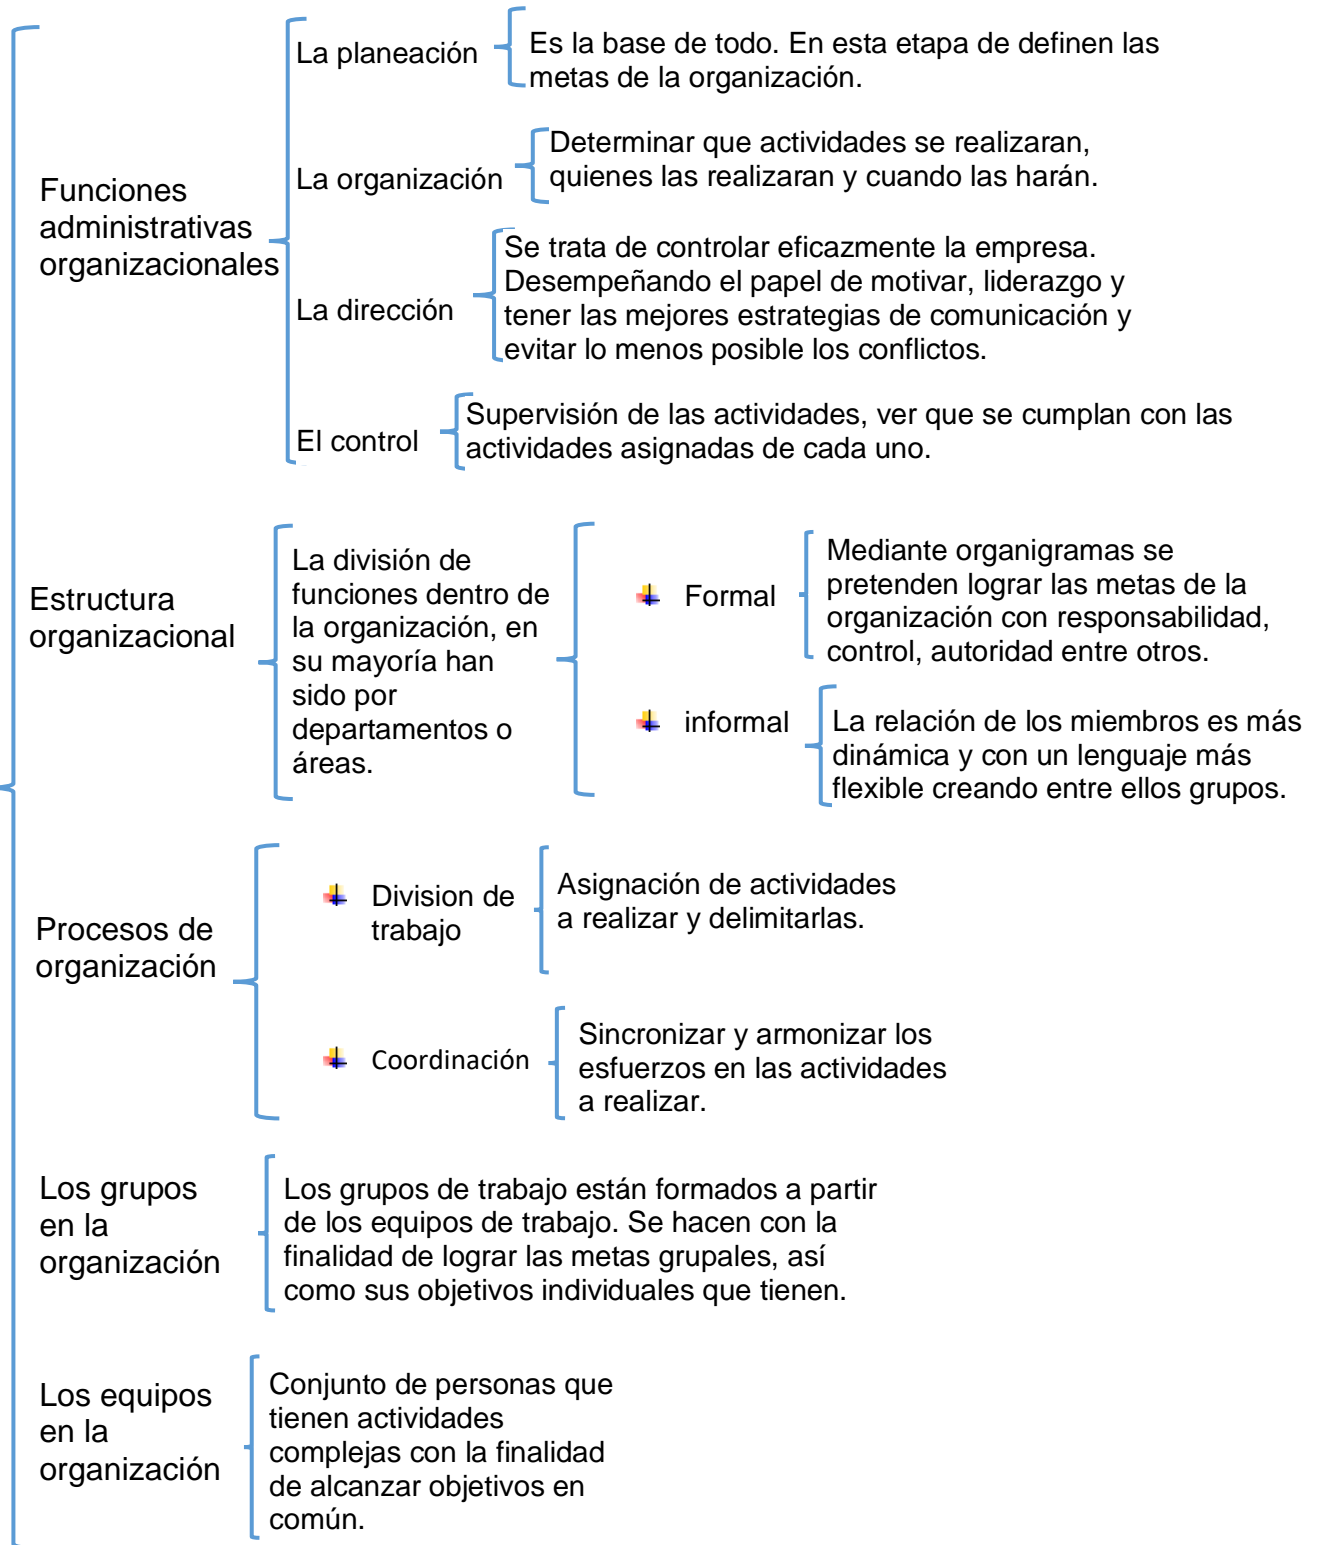 La planeación
Es la base de todo. En esta etapa de definen las
metas de la organización.
Funciones
administrativas
organizacionales
La organización
Determinar que actividades se realizaran,
quienes las realizaran y cuando las harán.
La dirección
Se trata de controlar eficazmente la empresa.
Desempeñando el papel de motivar, liderazgo y
tener las mejores estrategias de comunicación y
evitar lo menos posible los conflictos.
El control
Supervisión de las actividades, ver que se cumplan con las
actividades asignadas de cada uno.
Estructura
organizacional
La división de
funciones dentro de
la organización, en
su mayoría han
sido por
departamentos o
áreas.
Formal
Mediante organigramas se
pretenden lograr las metas de la
organización con responsabilidad,
control, autoridad entre otros.
informal
La relación de los miembros es más
dinámica y con un lenguaje más
flexible creando entre ellos grupos.
Procesos de
organización
Division de
trabajo
Asignación de actividades
a realizar y delimitarlas.
Coordinación
Sincronizar y armonizar los
esfuerzos en las actividades
a realizar.
Los grupos
en la
organización
Los grupos de trabajo están formados a partir
de los equipos de trabajo. Se hacen con la
finalidad de lograr las metas grupales, así
como sus objetivos individuales que tienen.
Los equipos
en la
organización
Conjunto de personas que
tienen actividades
complejas con la finalidad
de alcanzar objetivos en
común.